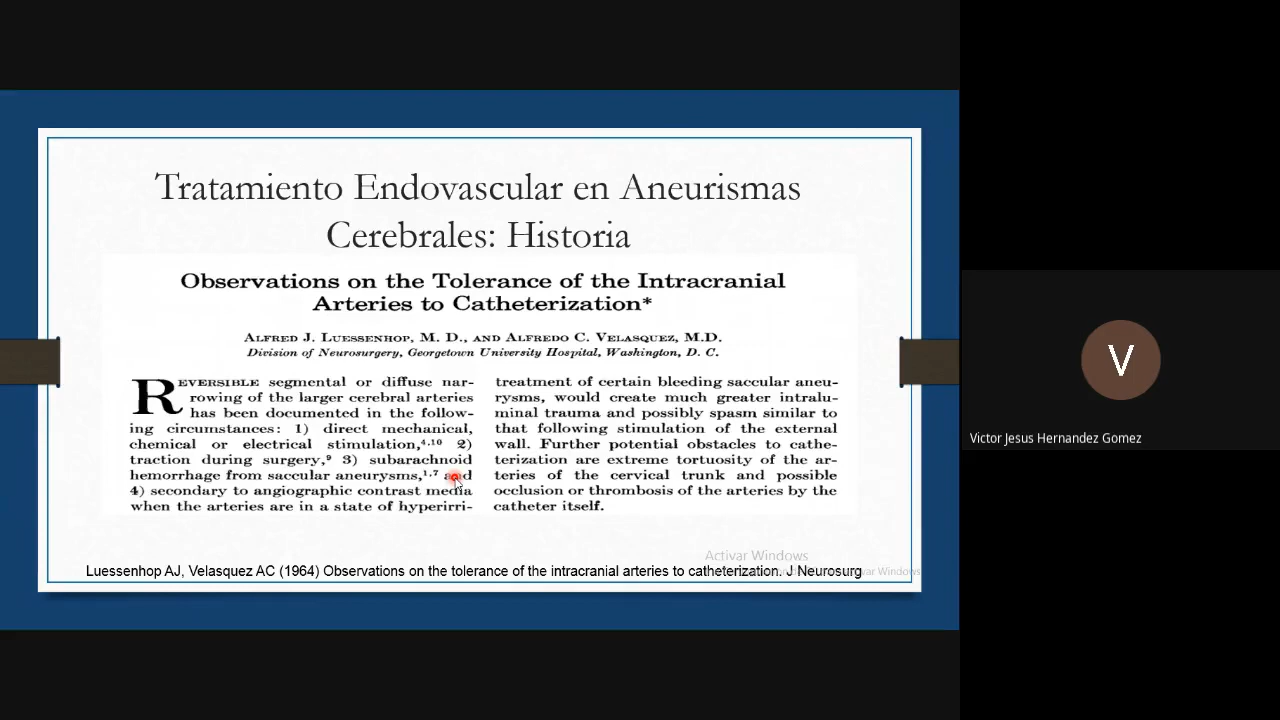 Tratamiento Endovascular en Aneurismas
Cerebrales: Historia
Observations on the Tolerance of the Intracranial
Arteries to Catheterization*
ALFRED J. LUESSENHOP, M. D., AND ALFREDO C. VELASQUEZ, M.D.
Division of Neurosurgery, Georgetown University Hospital, Washington, D. C.
REVERSIBLE segmental or diffuse nar-
rowing of the larger cerebral arteries
has been documented in the follow-
ing circumstances: 1) direct mechanical,
chemical or electrical stimulation,4,10 2)
traction during surgery,9 3) subarachnoid
hemorrhage from saccular aneurysms,1,7 and
4) secondary to angiographic contrast media
when the arteries are in a state of hyperirri-
treatment of certain bleeding saccular aneu-
rysms, would create much greater intralu-
minal trauma and possibly spasm similar to
that following stimulation of the external
wall. Further potential obstacles to cathe-
terization are extreme tortuosity of the ar-
teries of the cervical trunk and possible
occlusion or thrombosis of the arteries by the
catheter itself.
Activar Windows
Luessenhop AJ, Velasquez AC (1964) Observations on the tolerance of the intracranial arteries to catheterization. J Neurosurg
Windows
V
Victor Jesus Hernandez Gomez